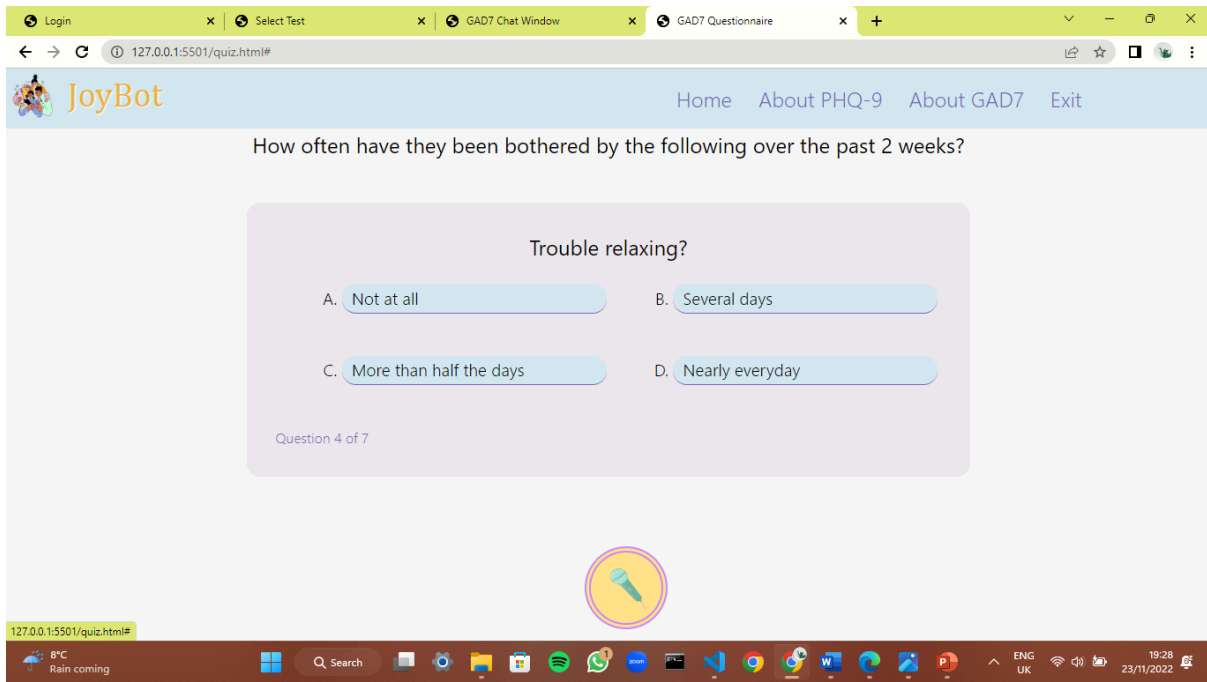 Login
Select Test
GAD7 Chat Window
GAD7 Questionnaire
127.0.0.1:5501/quiz.html#
JoyBot
Home About PHQ-9 About GAD7 Exit
How often have they been bothered by the following over the past 2 weeks?
Trouble relaxing?
A. Not at all
B. Several days
C. More than half the days
D. Nearly everyday
Question 4 of 7
127.0.0.1:5501/quiz.html#
8°C
Rain coming
Search
1
zoom
W
P
ENG
UK
19:28
23/11/2022